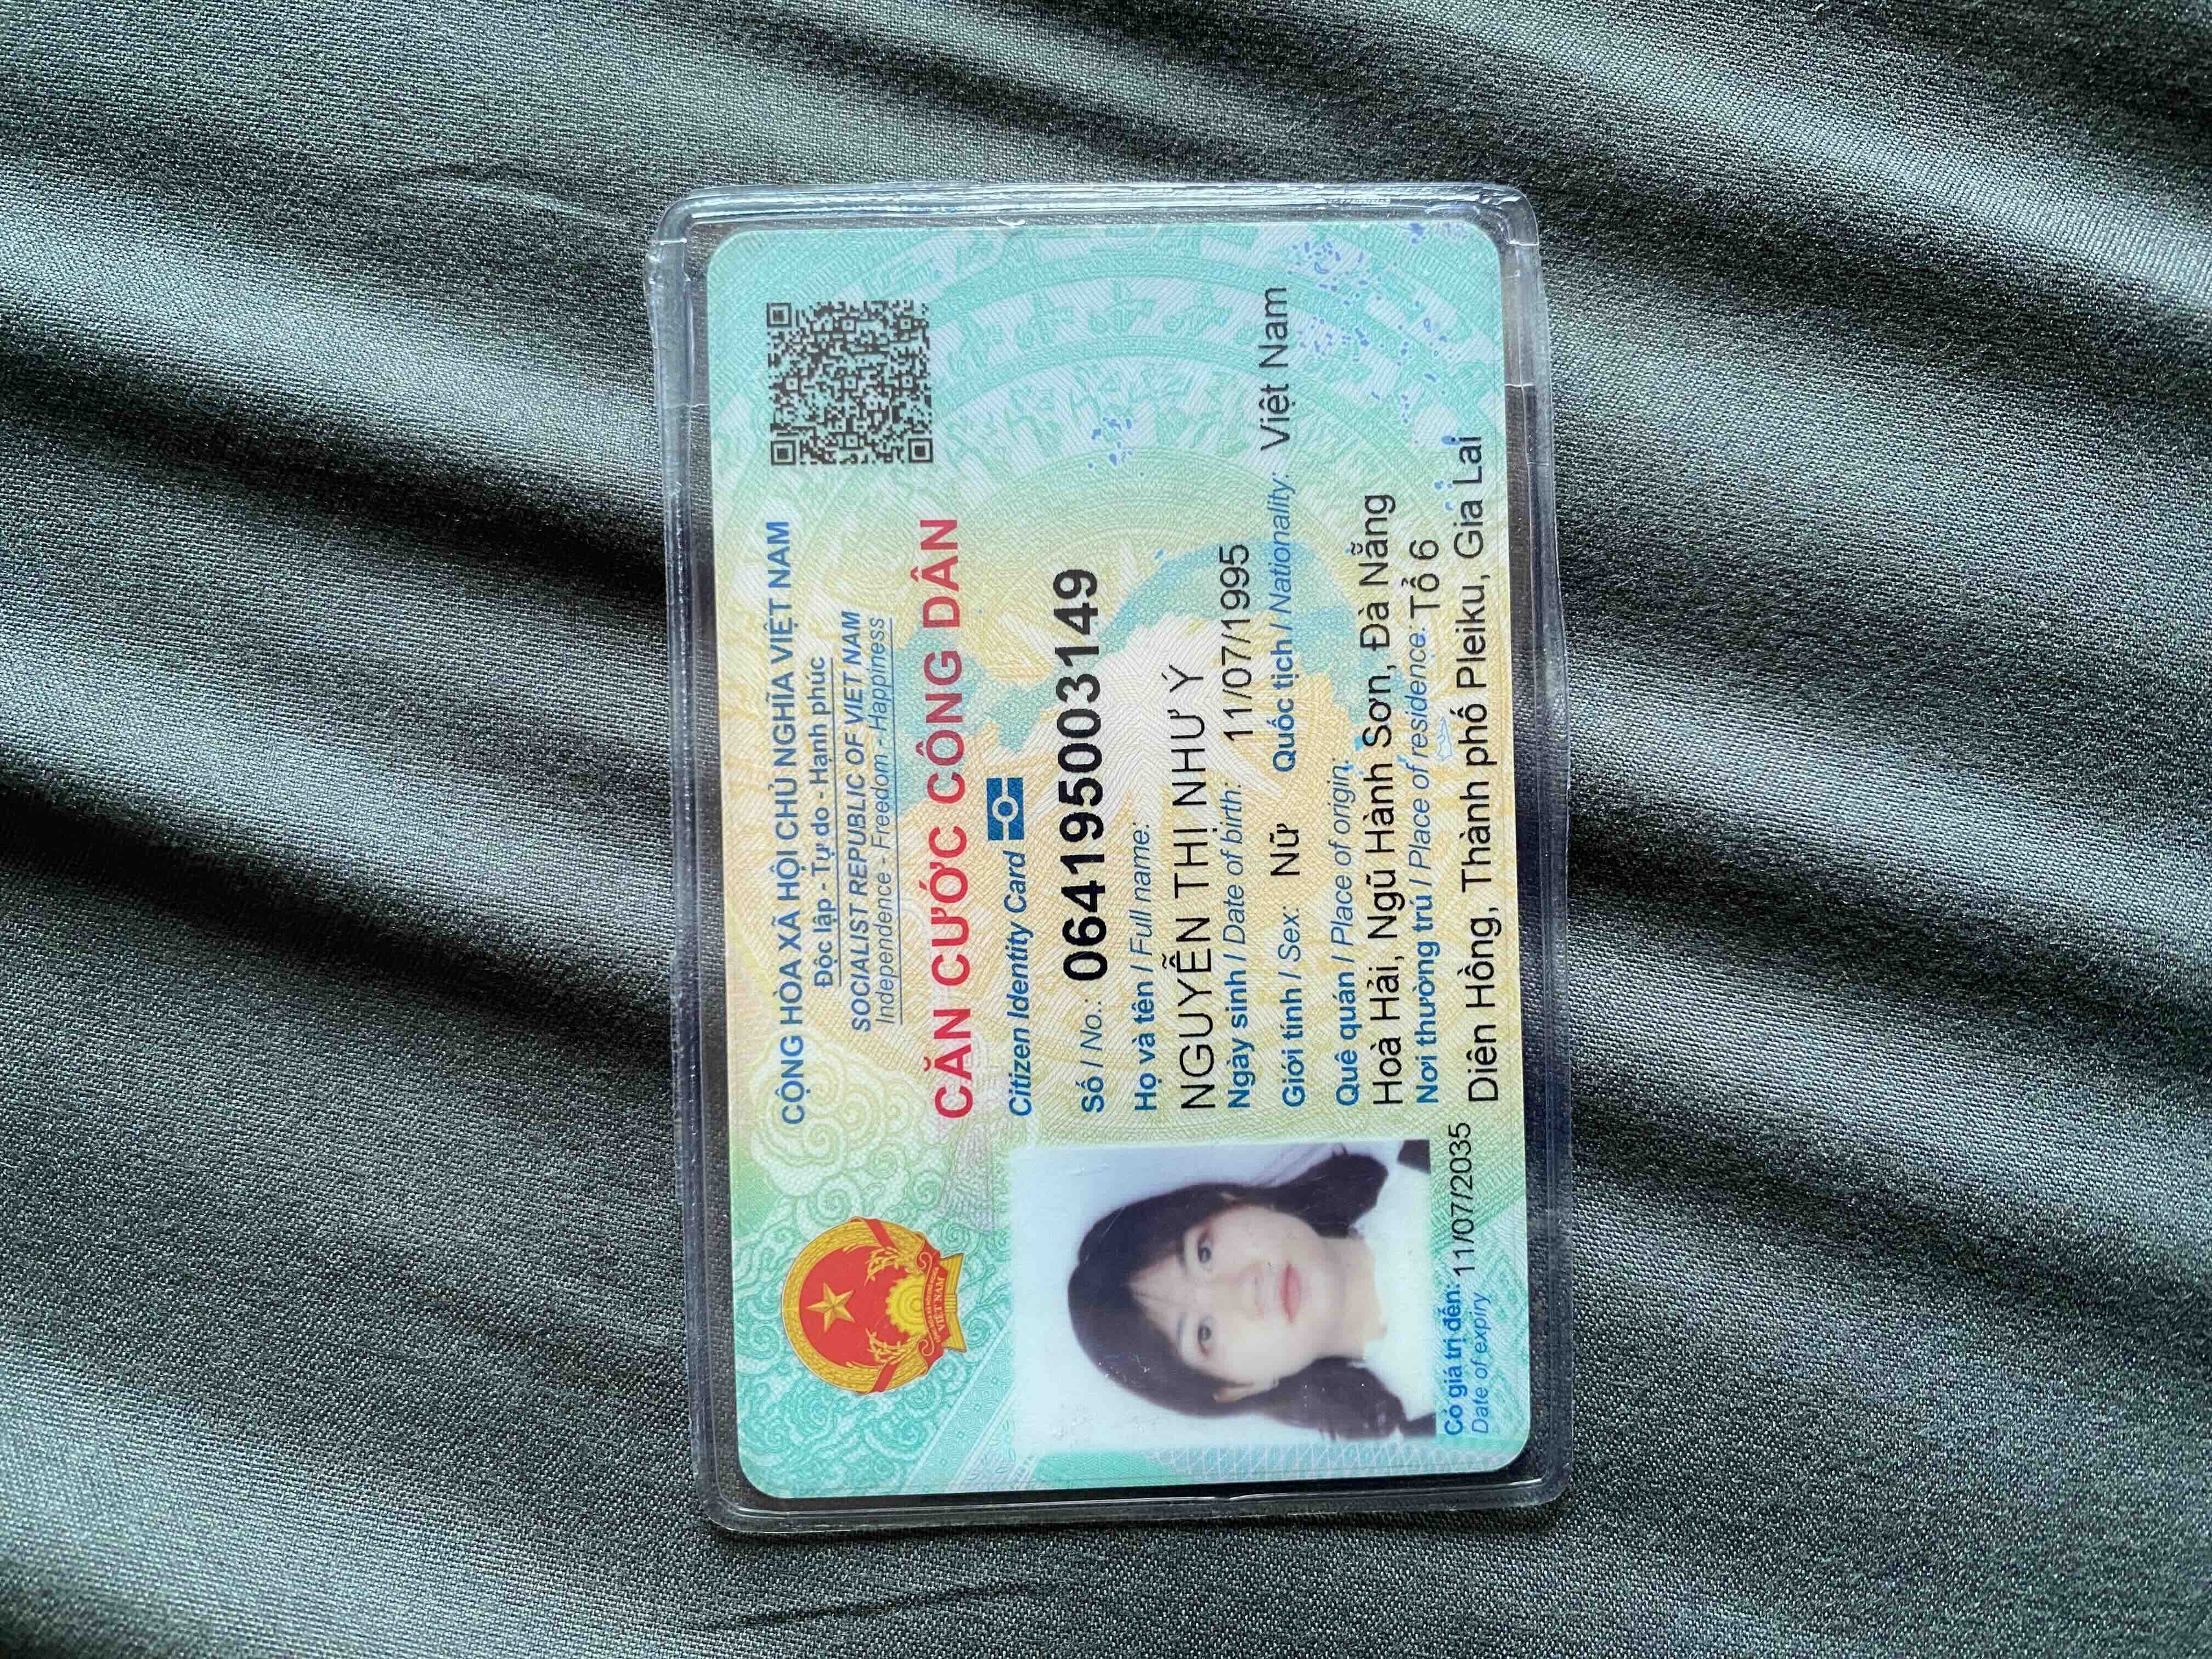 CỘNG HÒA XÃ HỘI CHỦ NGHĨA VIỆT NAM
Độc lập - Tự do - Hạnh phúc
SOCIALIST REPUBLIC OF VIET NAM
Independence - Freedom - Happiness
CĂN CƯỚC CÔNG DÂN
Citizen Identity Card
Số / No.: 064195003149
Họ và tên / Full name:
NGUYỄN THỊ NHƯ Ý
Ngày sinh / Date of birth: 11/07/1995
Giới tính / Sex: Nữ Quốc tịch / Nationality: Việt Nam
Quê quán / Place of origin:
Hoà Hải, Ngũ Hành Sơn, Đà Nẵng
Nơi thường trú / Place of residence: Tổ 6
Diên Hồng, Thành phố Pleiku, Gia Lai
Có giá trị đến: 11/07/2035
Date of expiry
VIỆT NAM